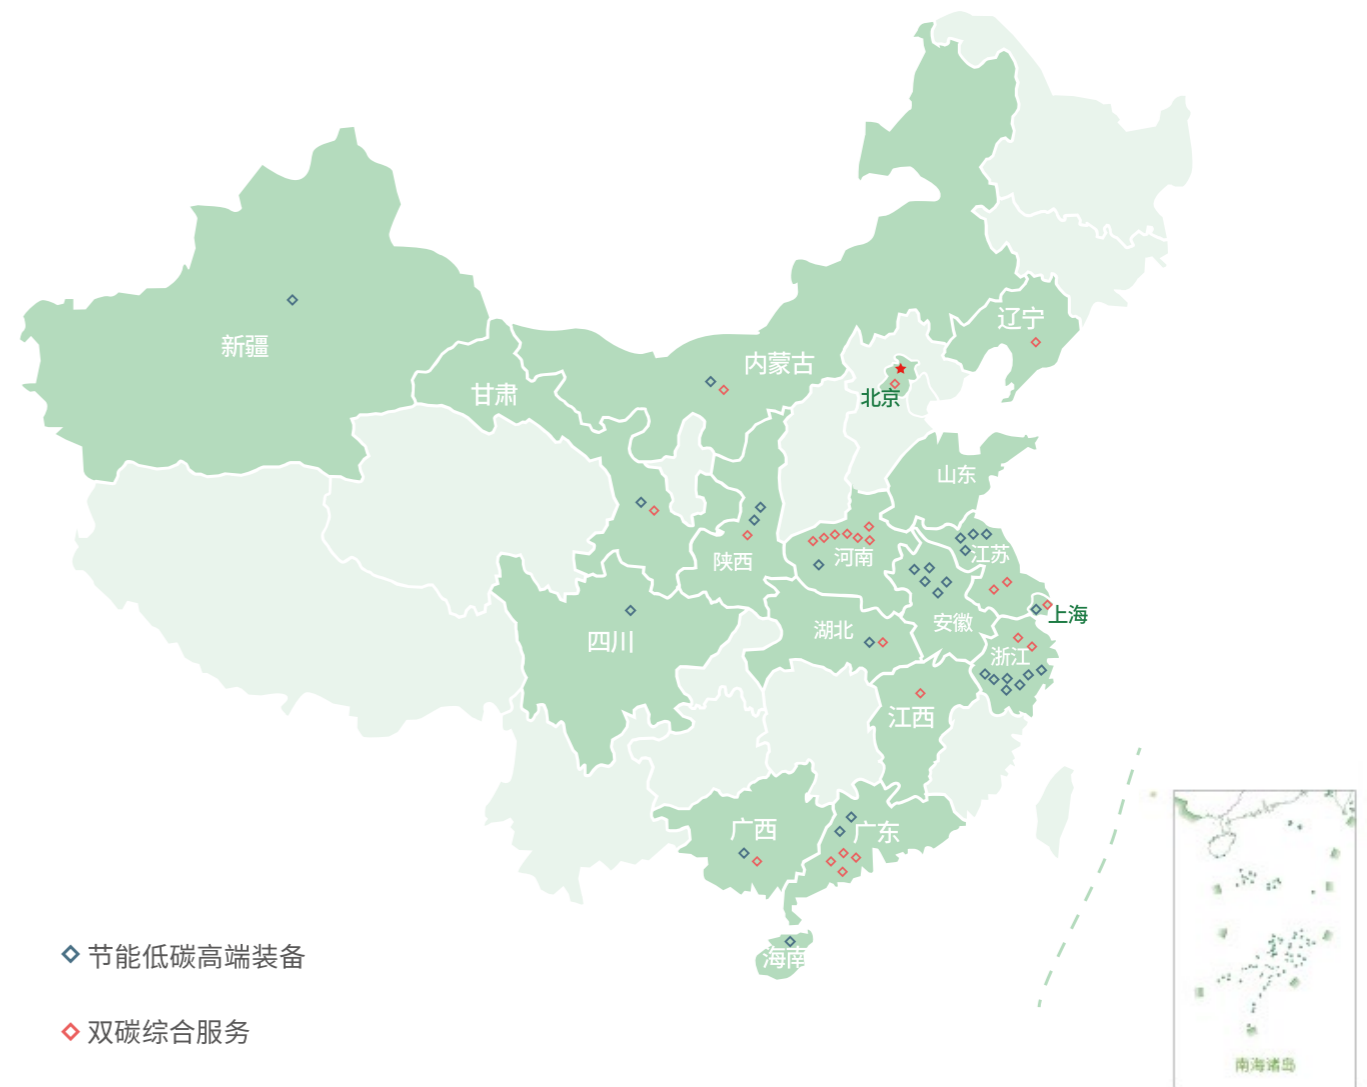 辽宁
新疆
内蒙古
甘肃
北京
山东
江苏
河南
陕西
上海
安徽
湖北
四川
浙江
江西
广西
广东
海南
节能低碳高端装备
双碳综合服务
南海诸岛